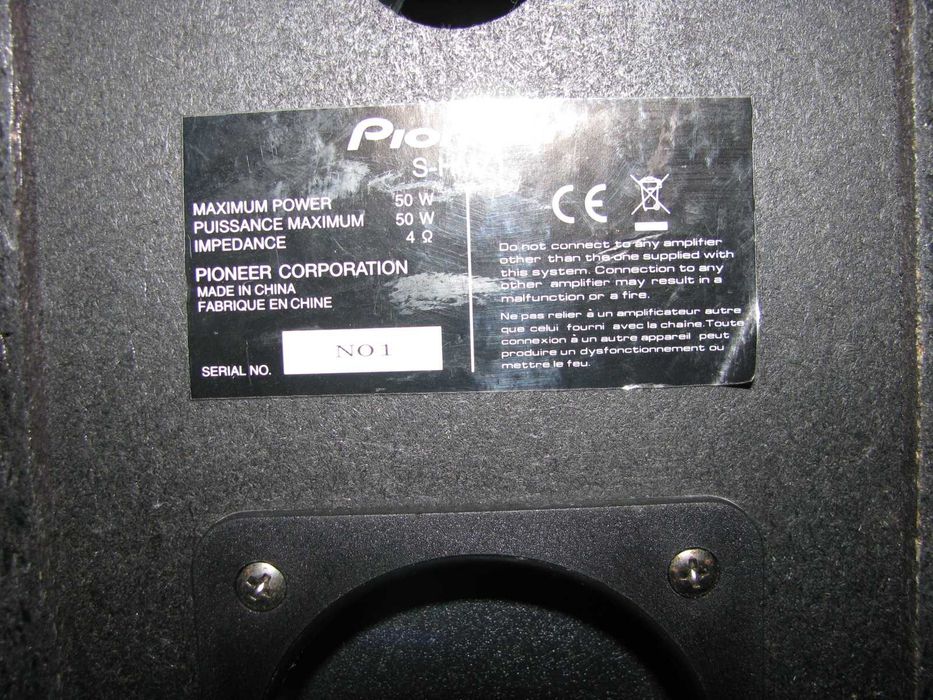 MAXIMUM POWER 50 W
PUISSANCE MAXIMUM 50 W
IMPEDANCE 4 Ω
PIONEER CORPORATION
MADE IN CHINA
FABRIQUE EN CHINE
SERIAL NO. NO1
CE
Do not connect to any amplifier
other than the one supplied with
this system. Connection to any
other amplifier may result in a
malfunction or a fire.
Ne pas relier à un amplificateur autre
que celui fourni avec la chaine. Toute
connexion à un autre appareil peut
produire un dysfonctionnement ou
mettre le feu.